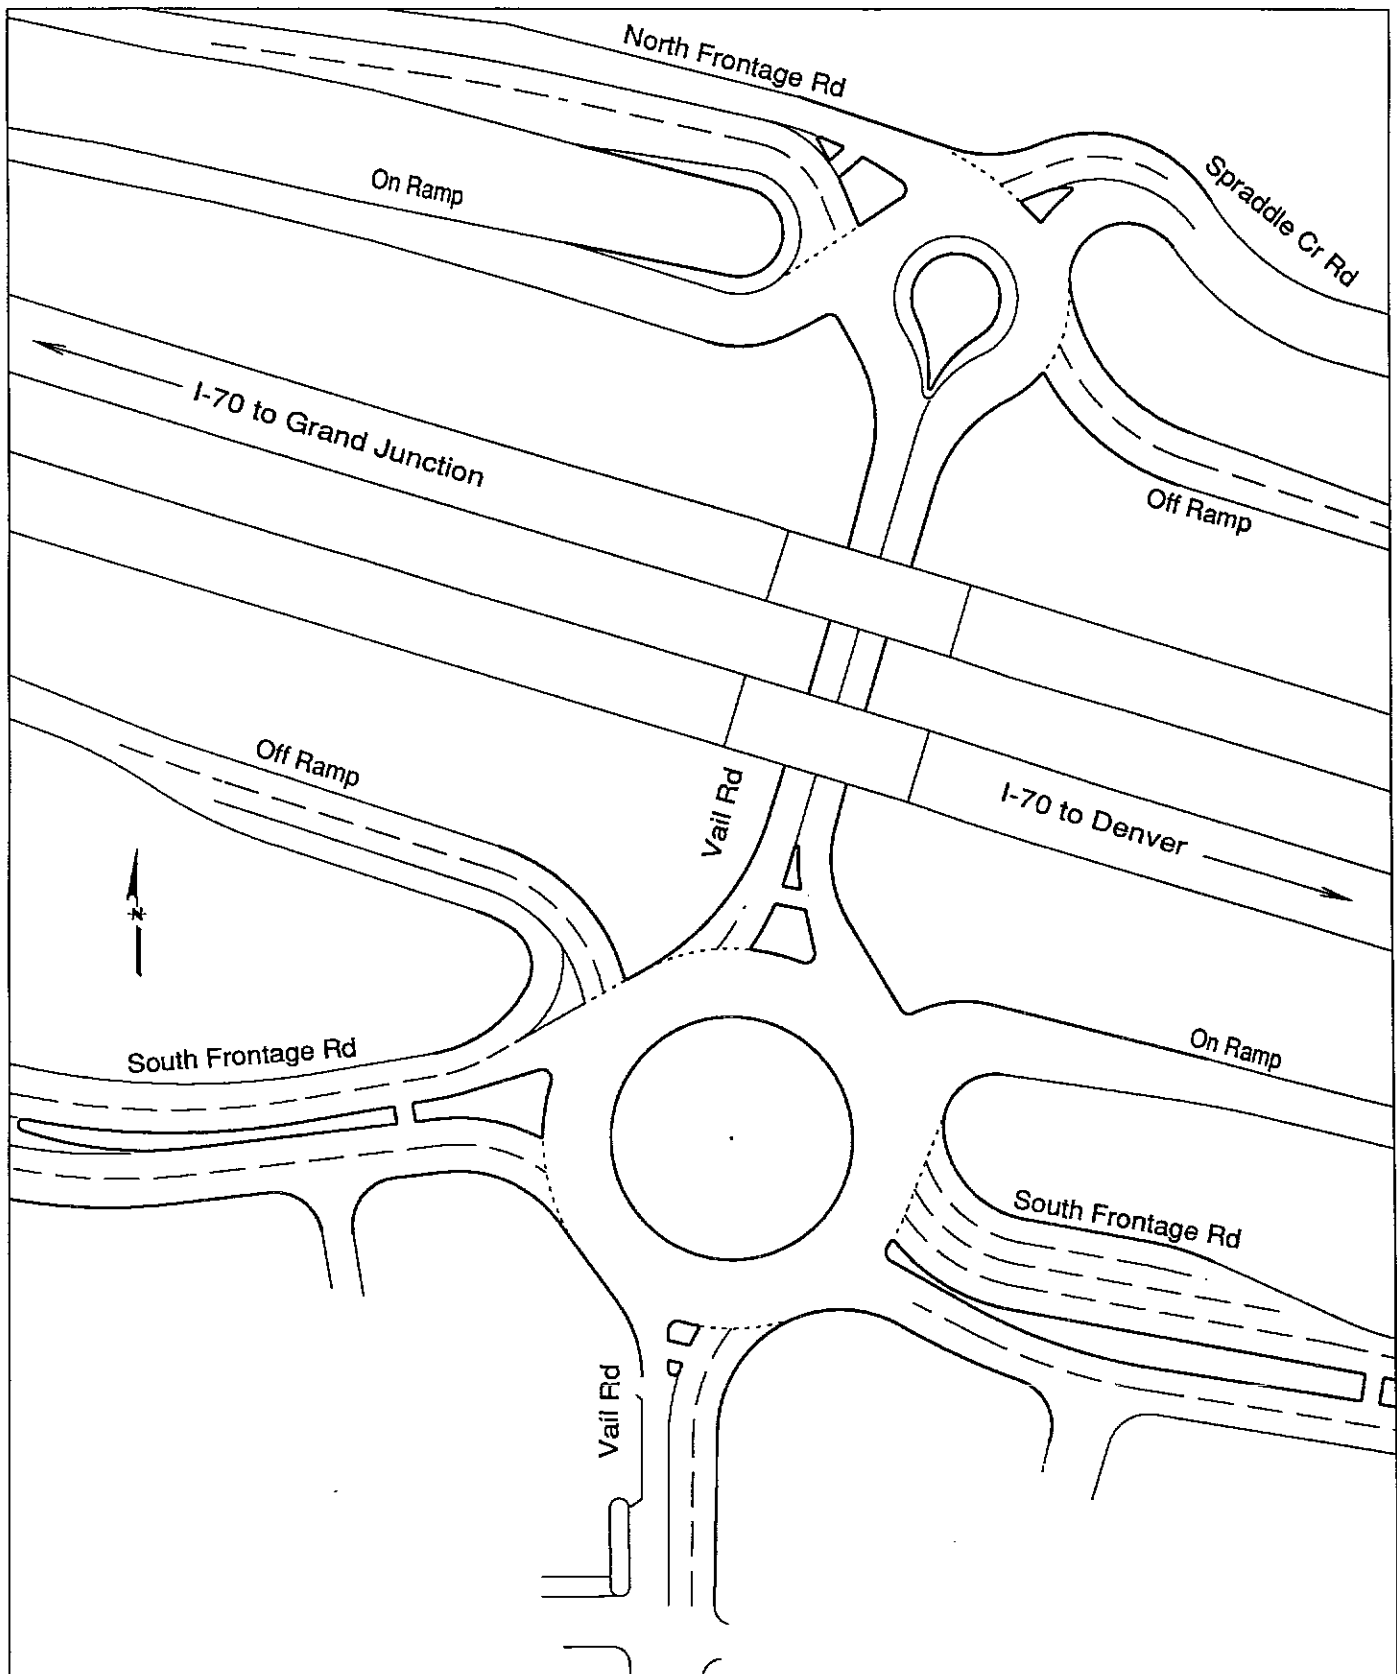 North Frontage Rd
On Ramp
Spraddle Cr Rd
I-70 to Grand Junction
Off Ramp
Off Ramp
Vail Rd
I-70 to Denver
N
South Frontage Rd
On Ramp
South Frontage Rd
Vail Rd